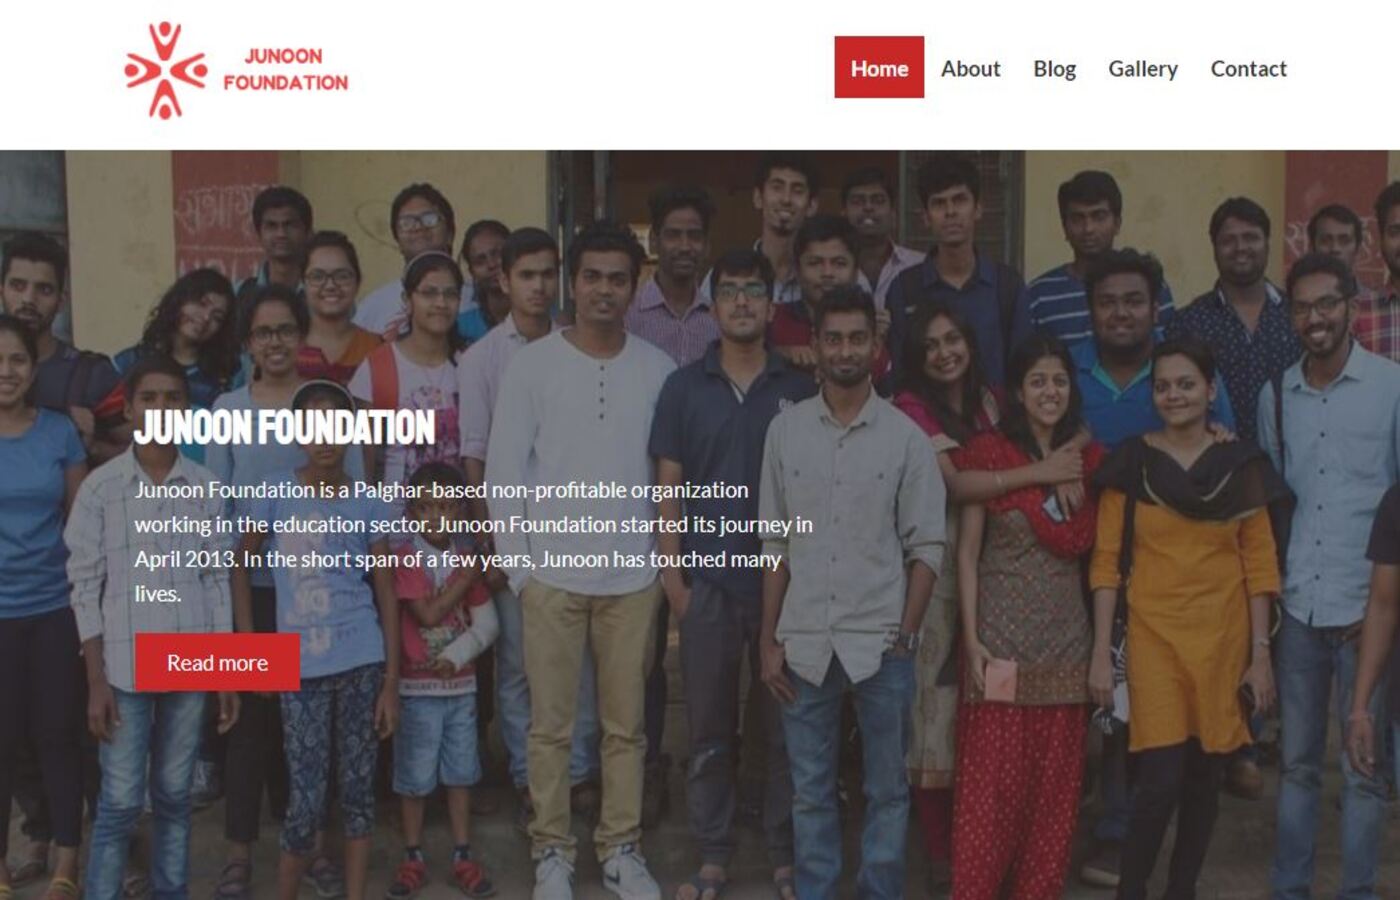 JUNOON
FOUNDATION
Home About Blog Gallery Contact
JUNOON FOUNDATION
Junoon Foundation is a Palghar-based non-profitable organization
working in the education sector. Junoon Foundation started its journey in
April 2013. In the short span of a few years, Junoon has touched many
lives.
Read more